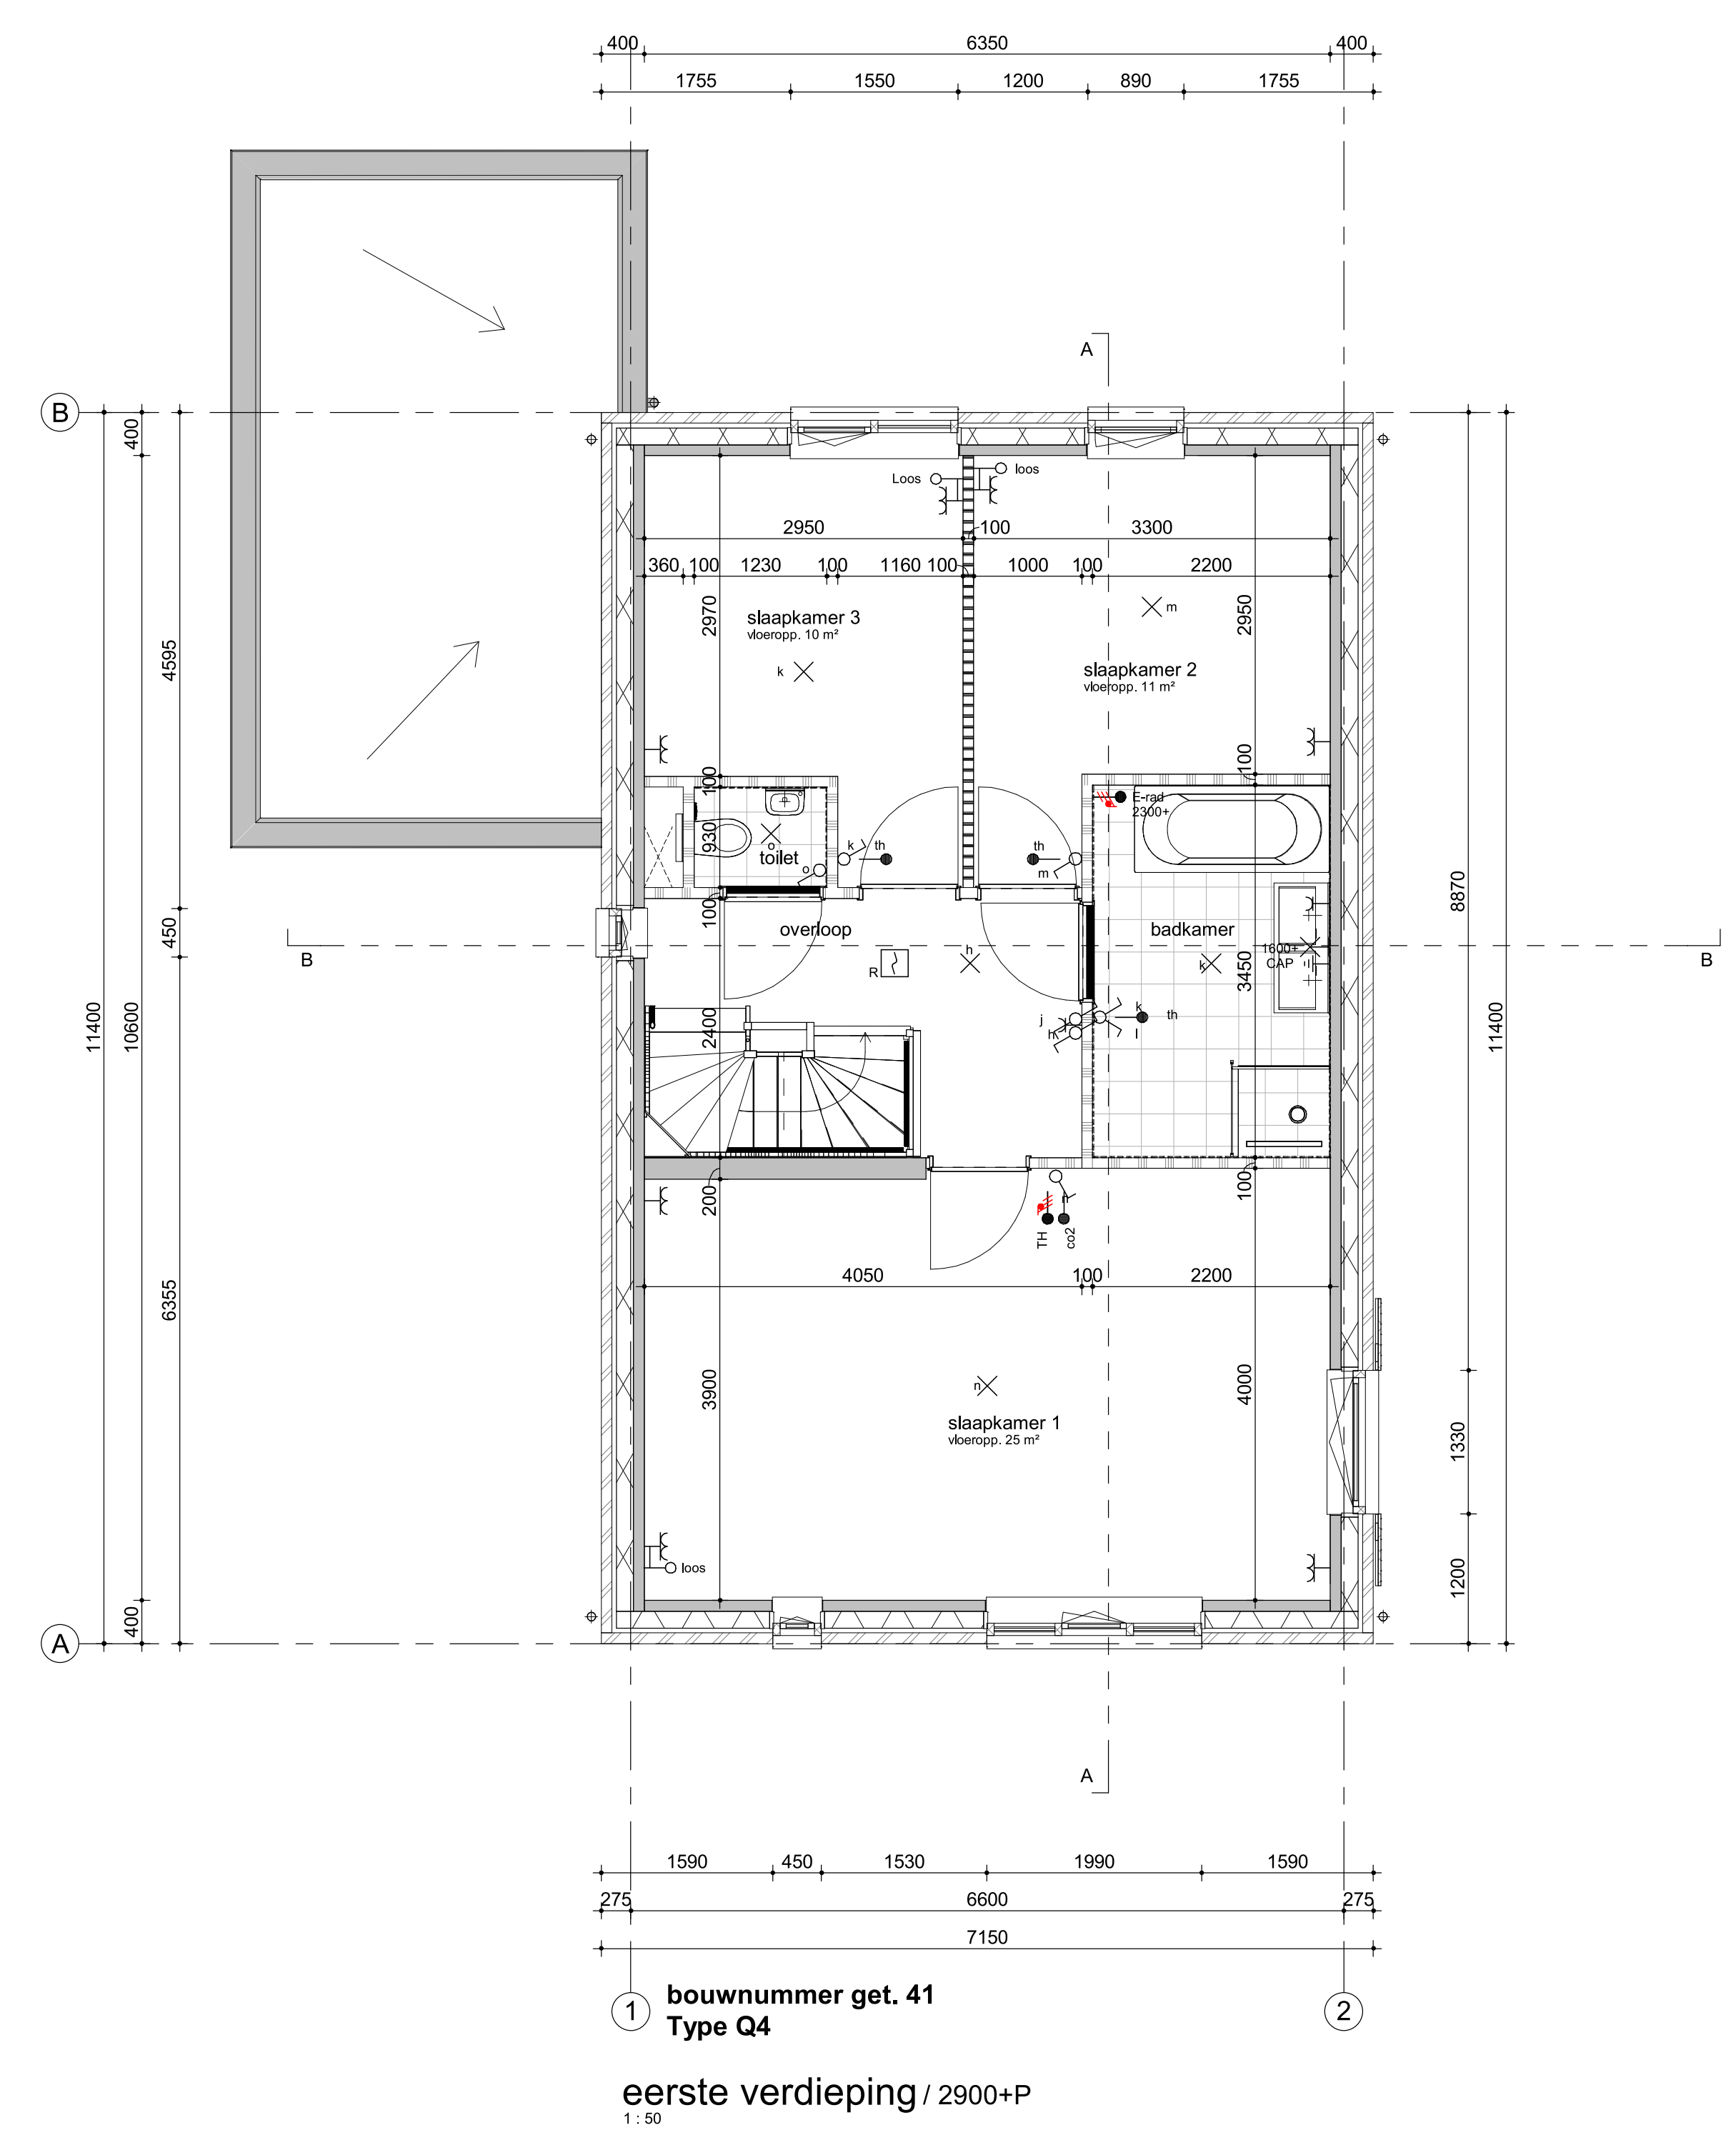 400 6350 400
1755 1550 1200 890 1755
A
B
400
Loos
loos
2950 100 3300
360 100 1230 100 1160 100 1000 100 2200
2970
2950
slaapkamer 3
vloeropp. 10 m²
m
k
slaapkamer 2
vloeropp. 11 m²
4595
100
100
E-rad
2300+
930
o
toilet
k th
th
m
o
8870
100
overloop
badkamer
450
B
h
R
k
1600+
CAP
3450
B
11400
10600
2400
j
h
k
l
th
11400
200
100
n
TH
co2
6355
4050 100 2200
3900
4000
n
slaapkamer 1
vloeropp. 25 m²
1330
loos
1200
400
A
A
1590 450 1530 1990 1590
275 6600 275
7150
1
bouwnummer get. 41
Type Q4
2
eerste verdieping / 2900+P
1 : 50